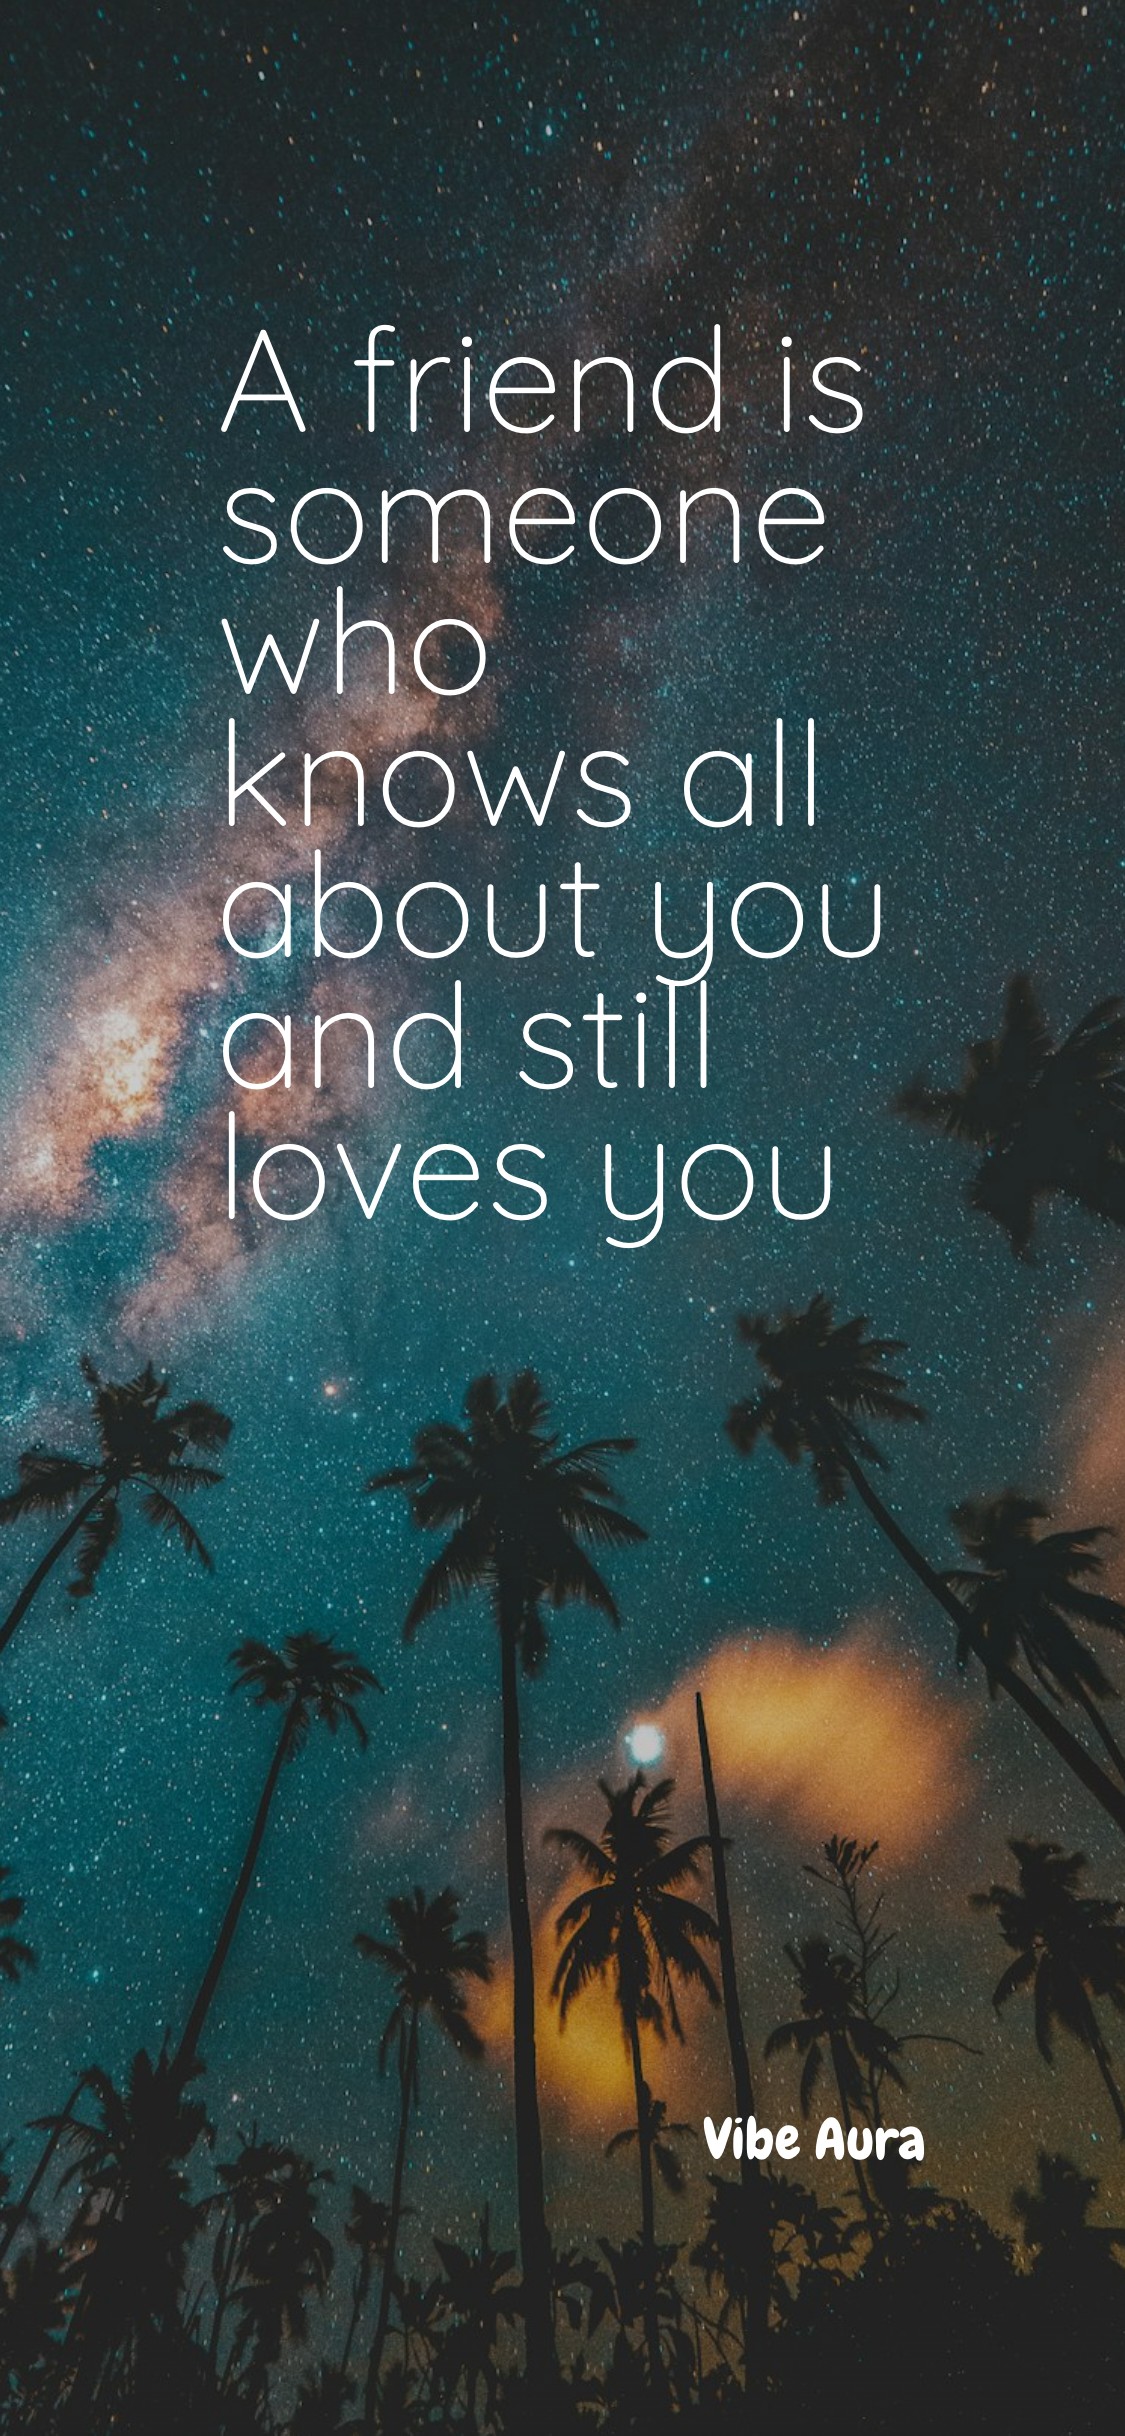 A friend is
someone
who
knows all
about you
and still
loves you
Vibe Aura